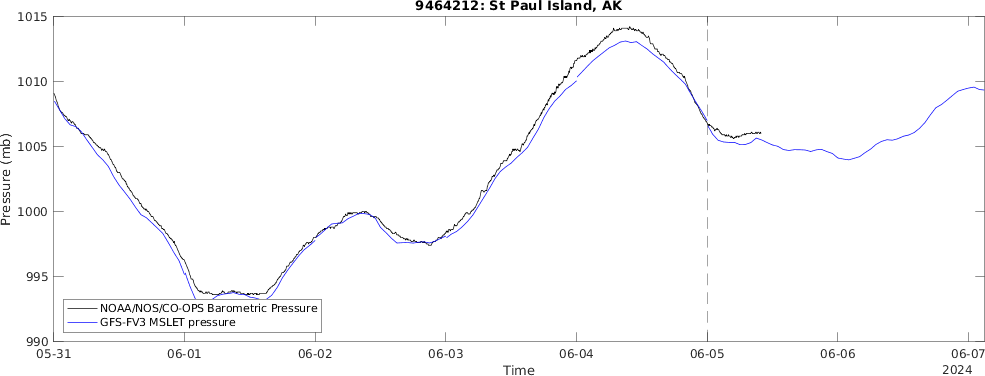 9464212: St Paul Island, AK
1015
1010
1005
1000
995
990
Pressure (mb)
NOAA/NOS/CO-OPS Barometric Pressure
GFS-FV3 MSLET pressure
05-31 06-01 06-02 06-03 06-04 06-05 06-06 06-07
Time
2024